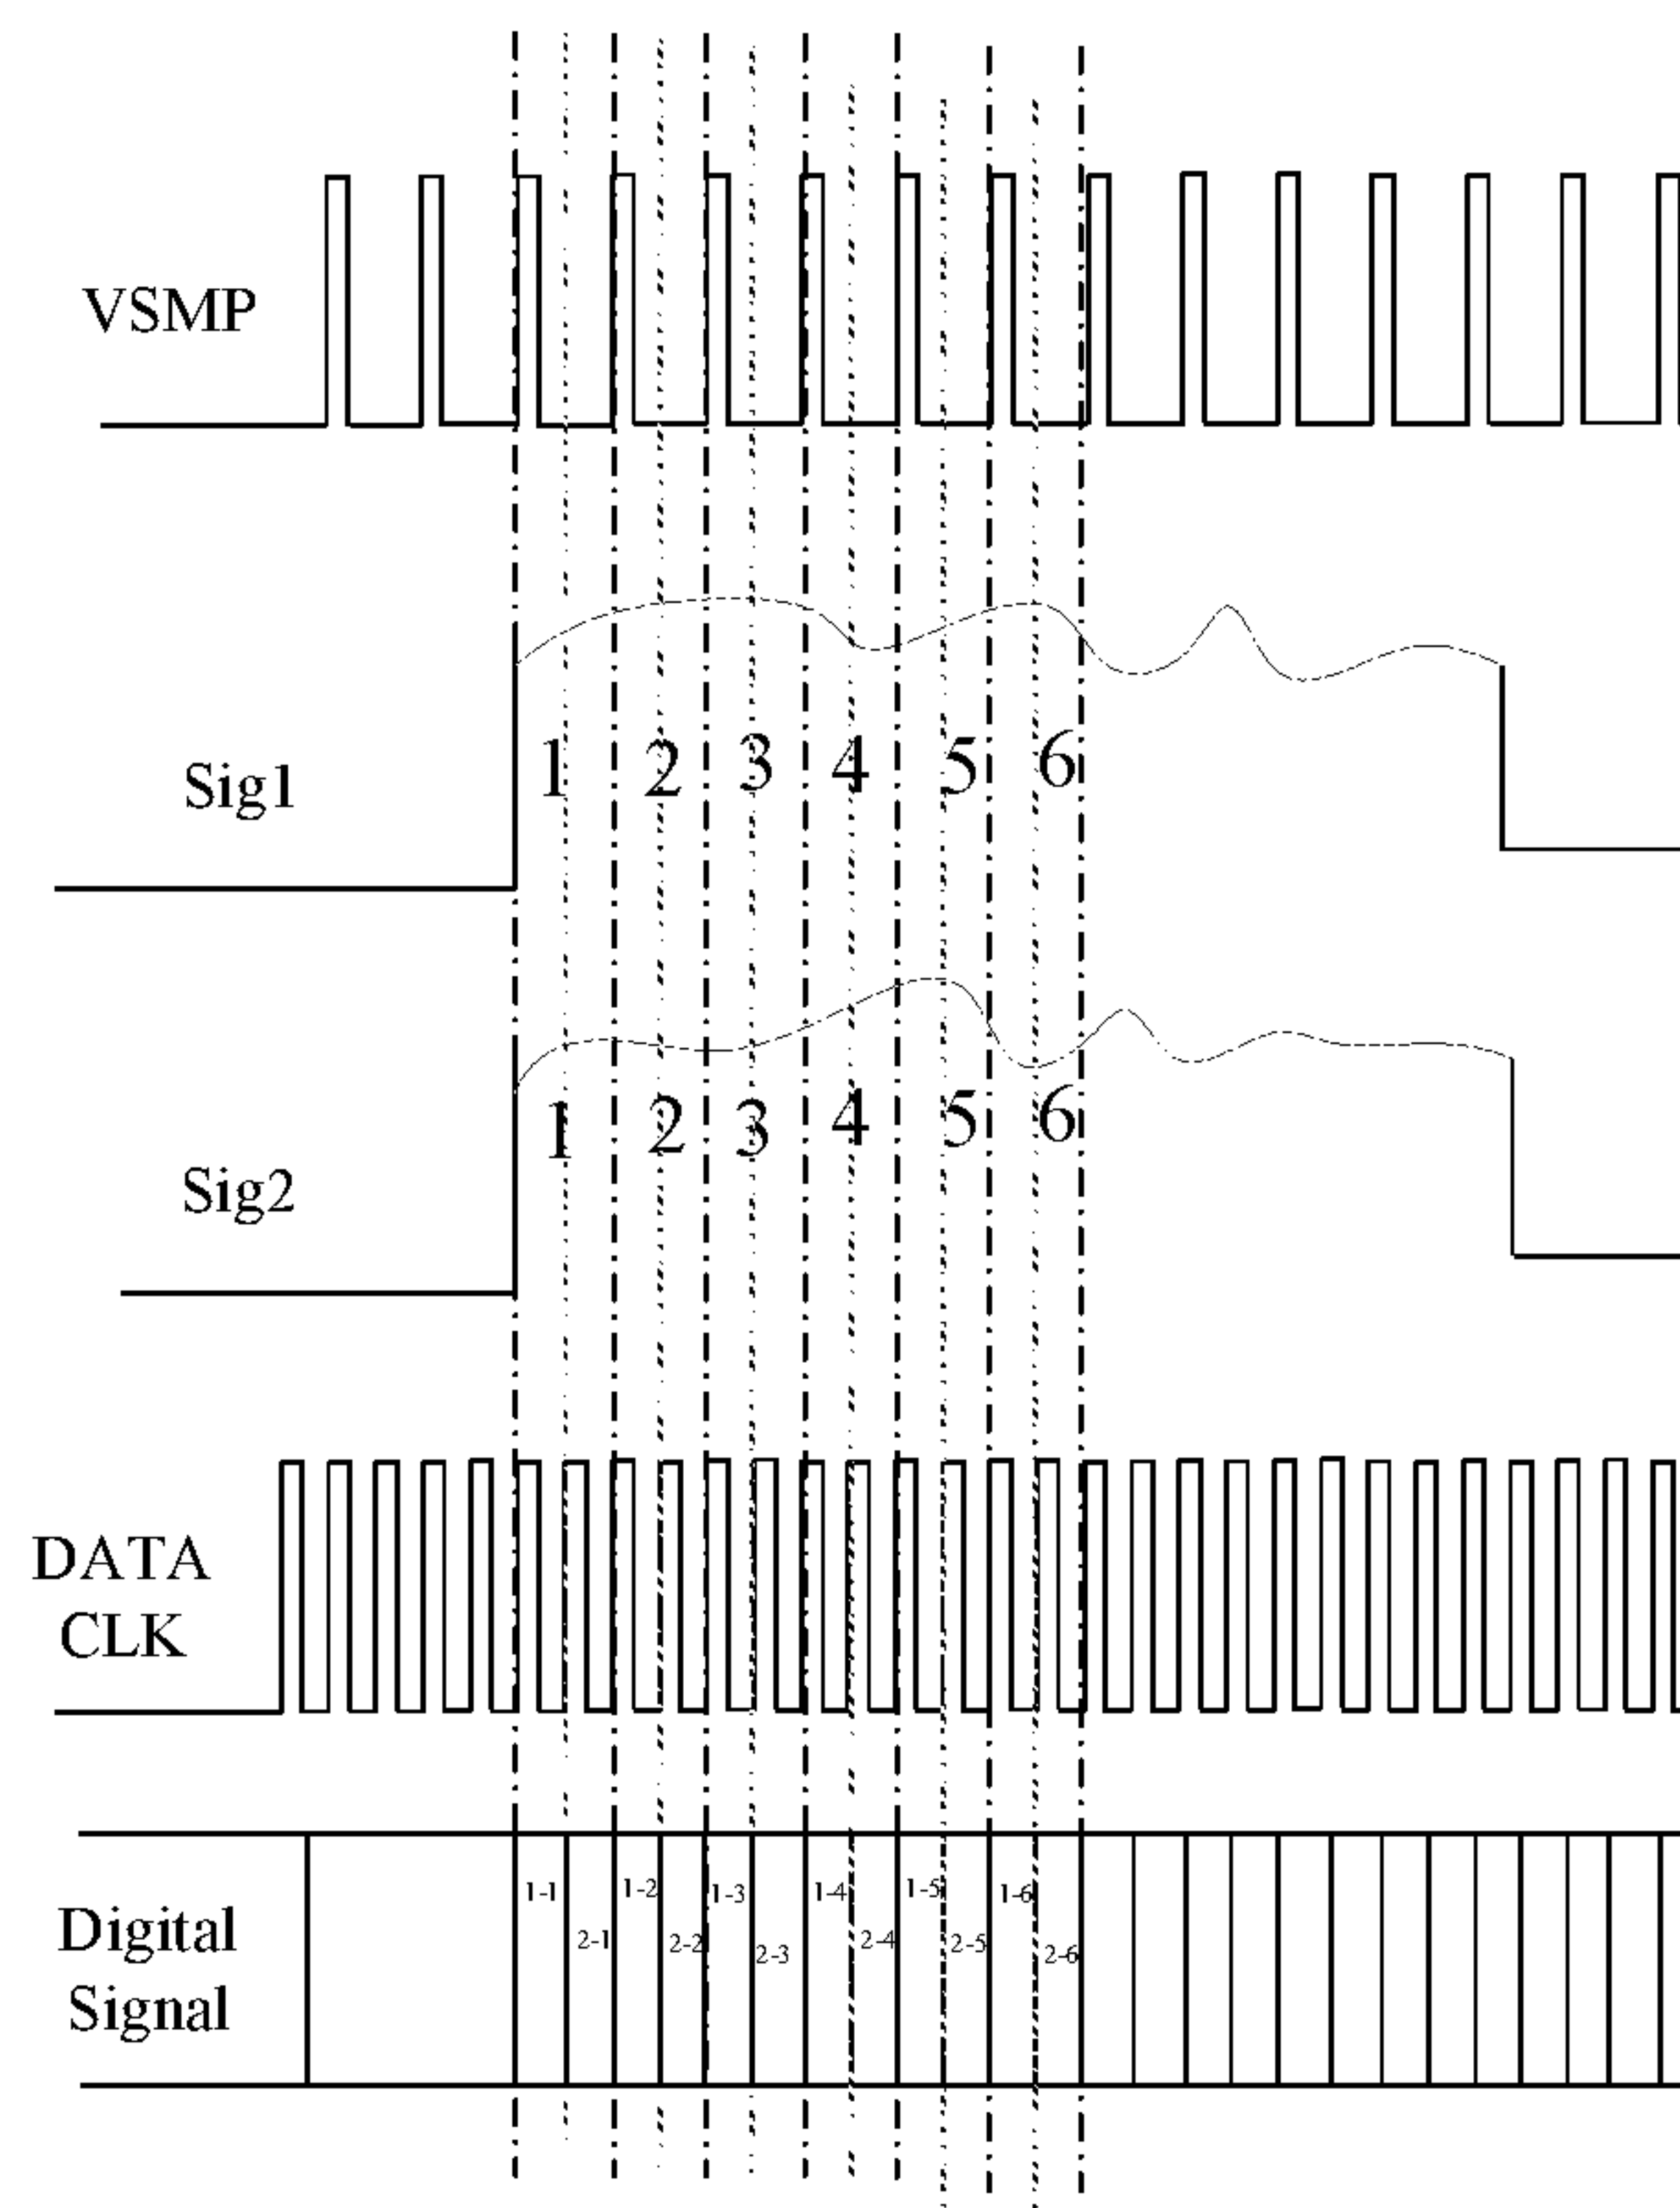 VSMP
1 2 3 4 5 6
Sig1
1 2 3 4 5 6
Sig2
DATA
CLK
1-1 1-2 1-3 1-4 1-5 1-6
2-1 2-2 2-3 2-4 2-5 2-6
Digital
Signal